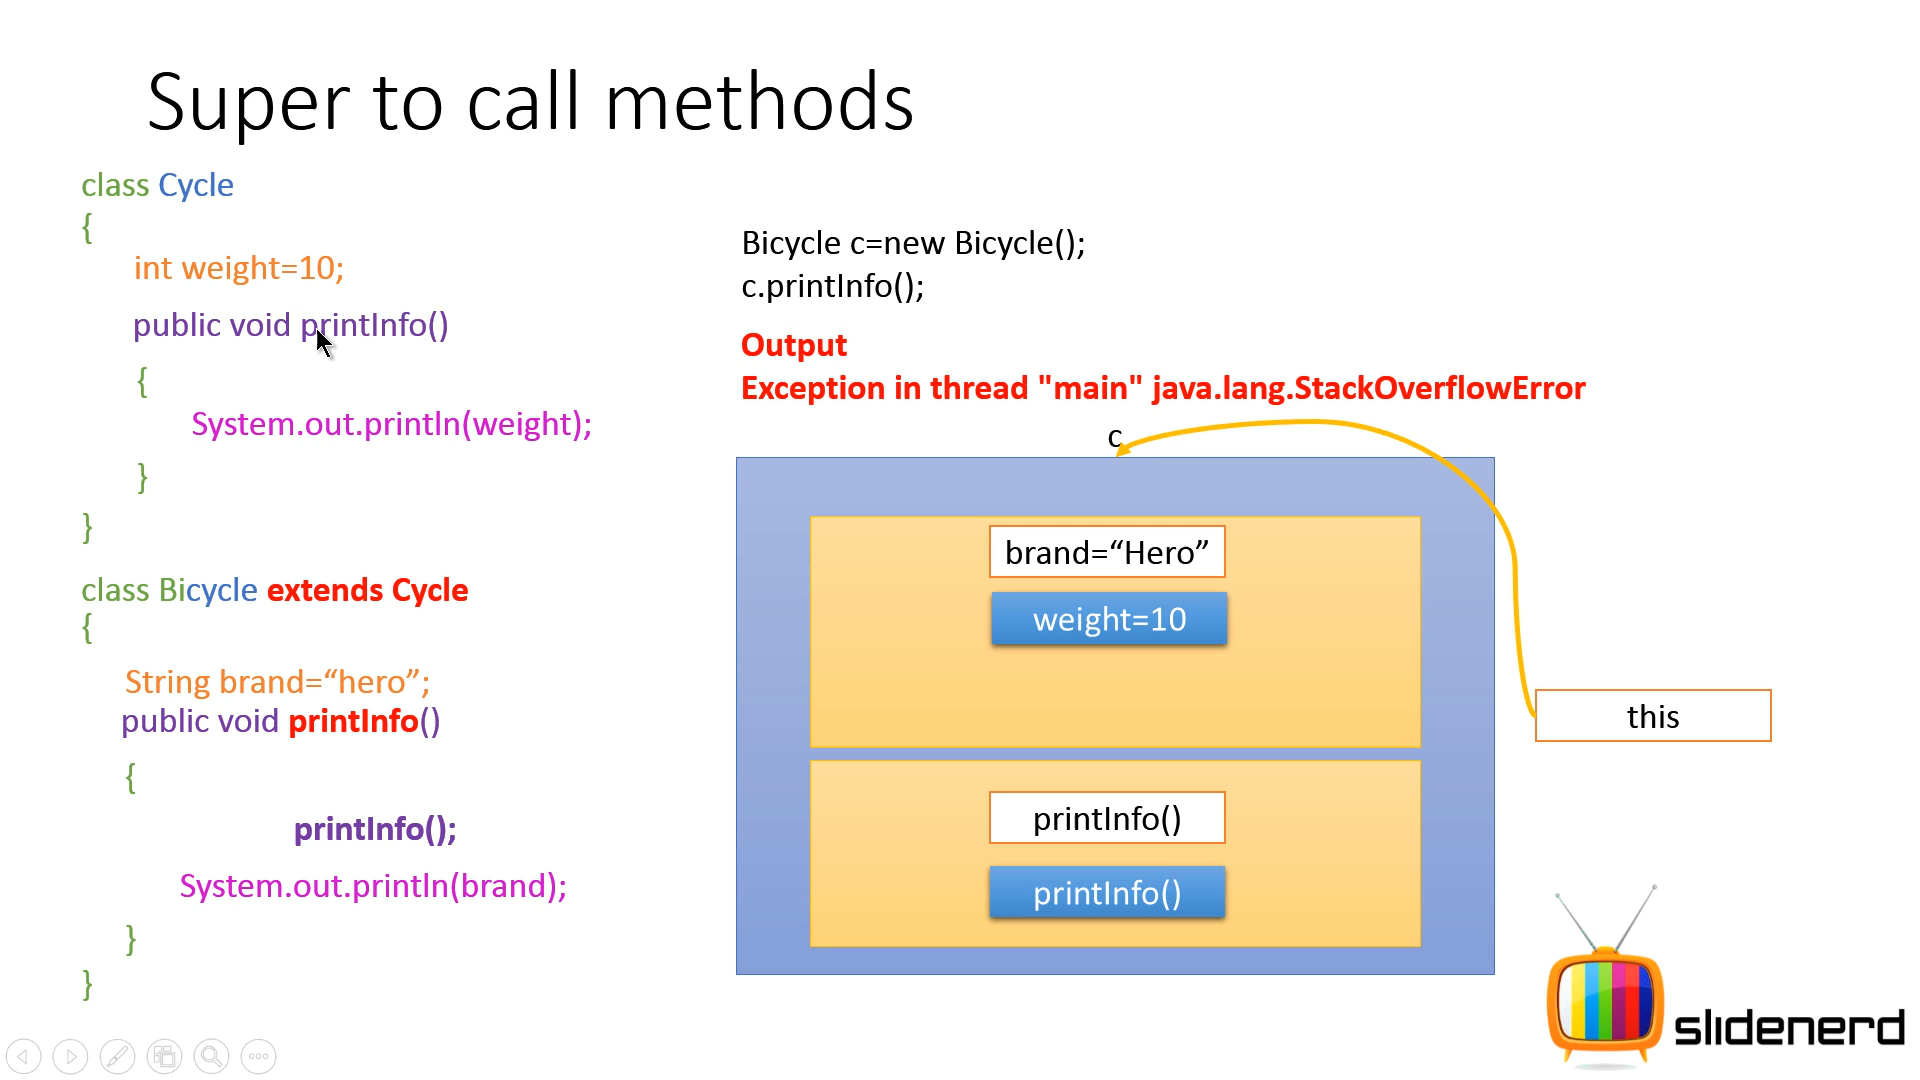 Super to call methods
class Cycle
{
int weight=10;
public void printInfo()
{
System.out.println(weight);
}
}
class Bicycle extends Cycle
{
String brand=“hero”;
public void printInfo()
{
printInfo();
System.out.println(brand);
}
}
Bicycle c=new Bicycle();
c.printInfo();
Output
Exception in thread "main" java.lang.StackOverflowError
c
brand=“Hero”
weight=10
printInfo()
printInfo()
this
slidenerd